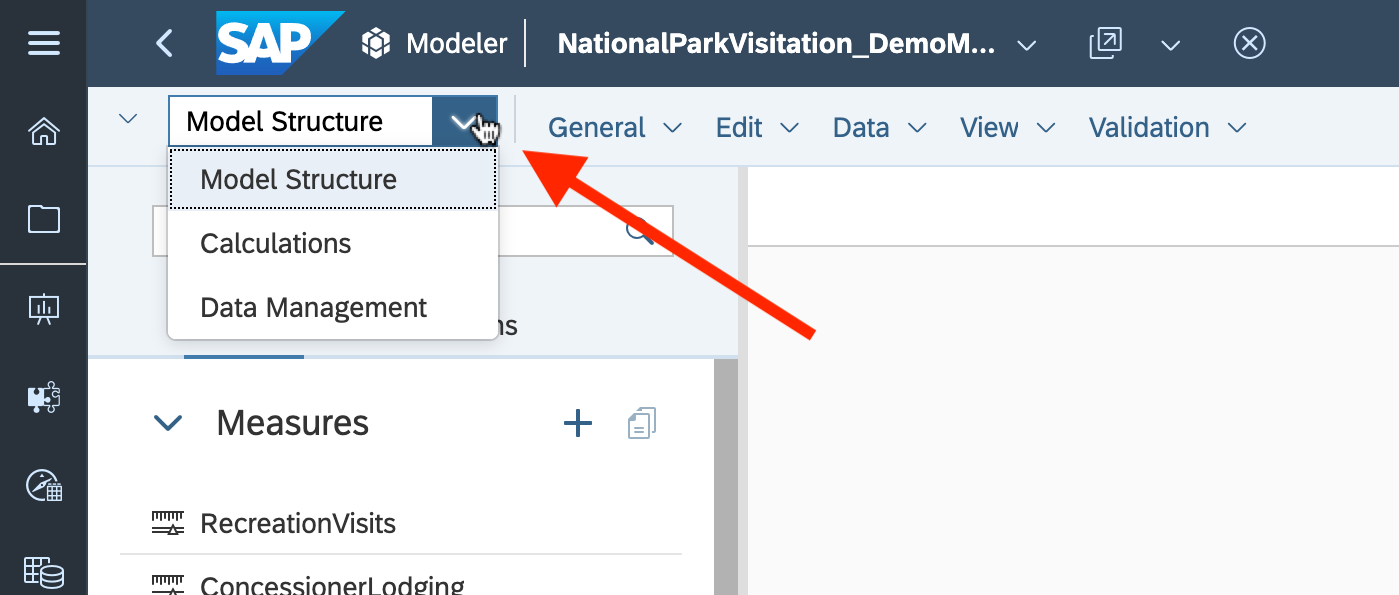 SAP Modeler NationalParkVisitation_DemoM...
Model Structure General Edit Data View Validation
Model Structure
Calculations
Data Management
ns
Measures
RecreationVisits
ConcessionerLodging